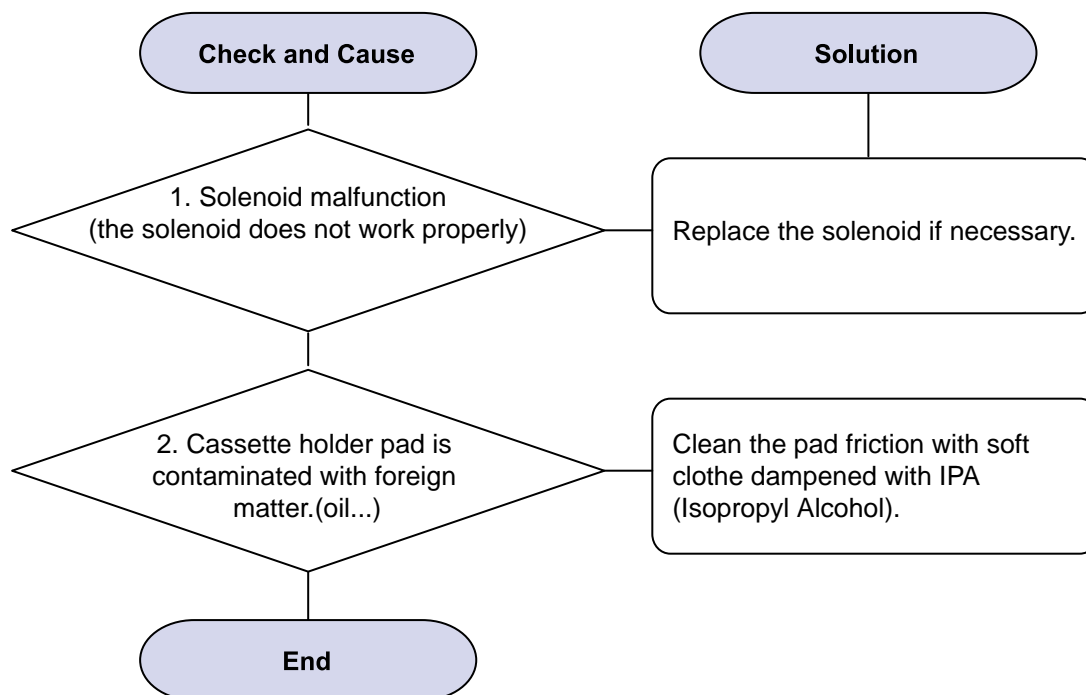 Check and Cause
Solution
1. Solenoid malfunction
(the solenoid does not work properly)
Replace the solenoid if necessary.
2. Cassette holder pad is
contaminated with foreign
matter.(oil...)
Clean the pad friction with soft
clothe dampened with IPA
(Isopropyl Alcohol).
End